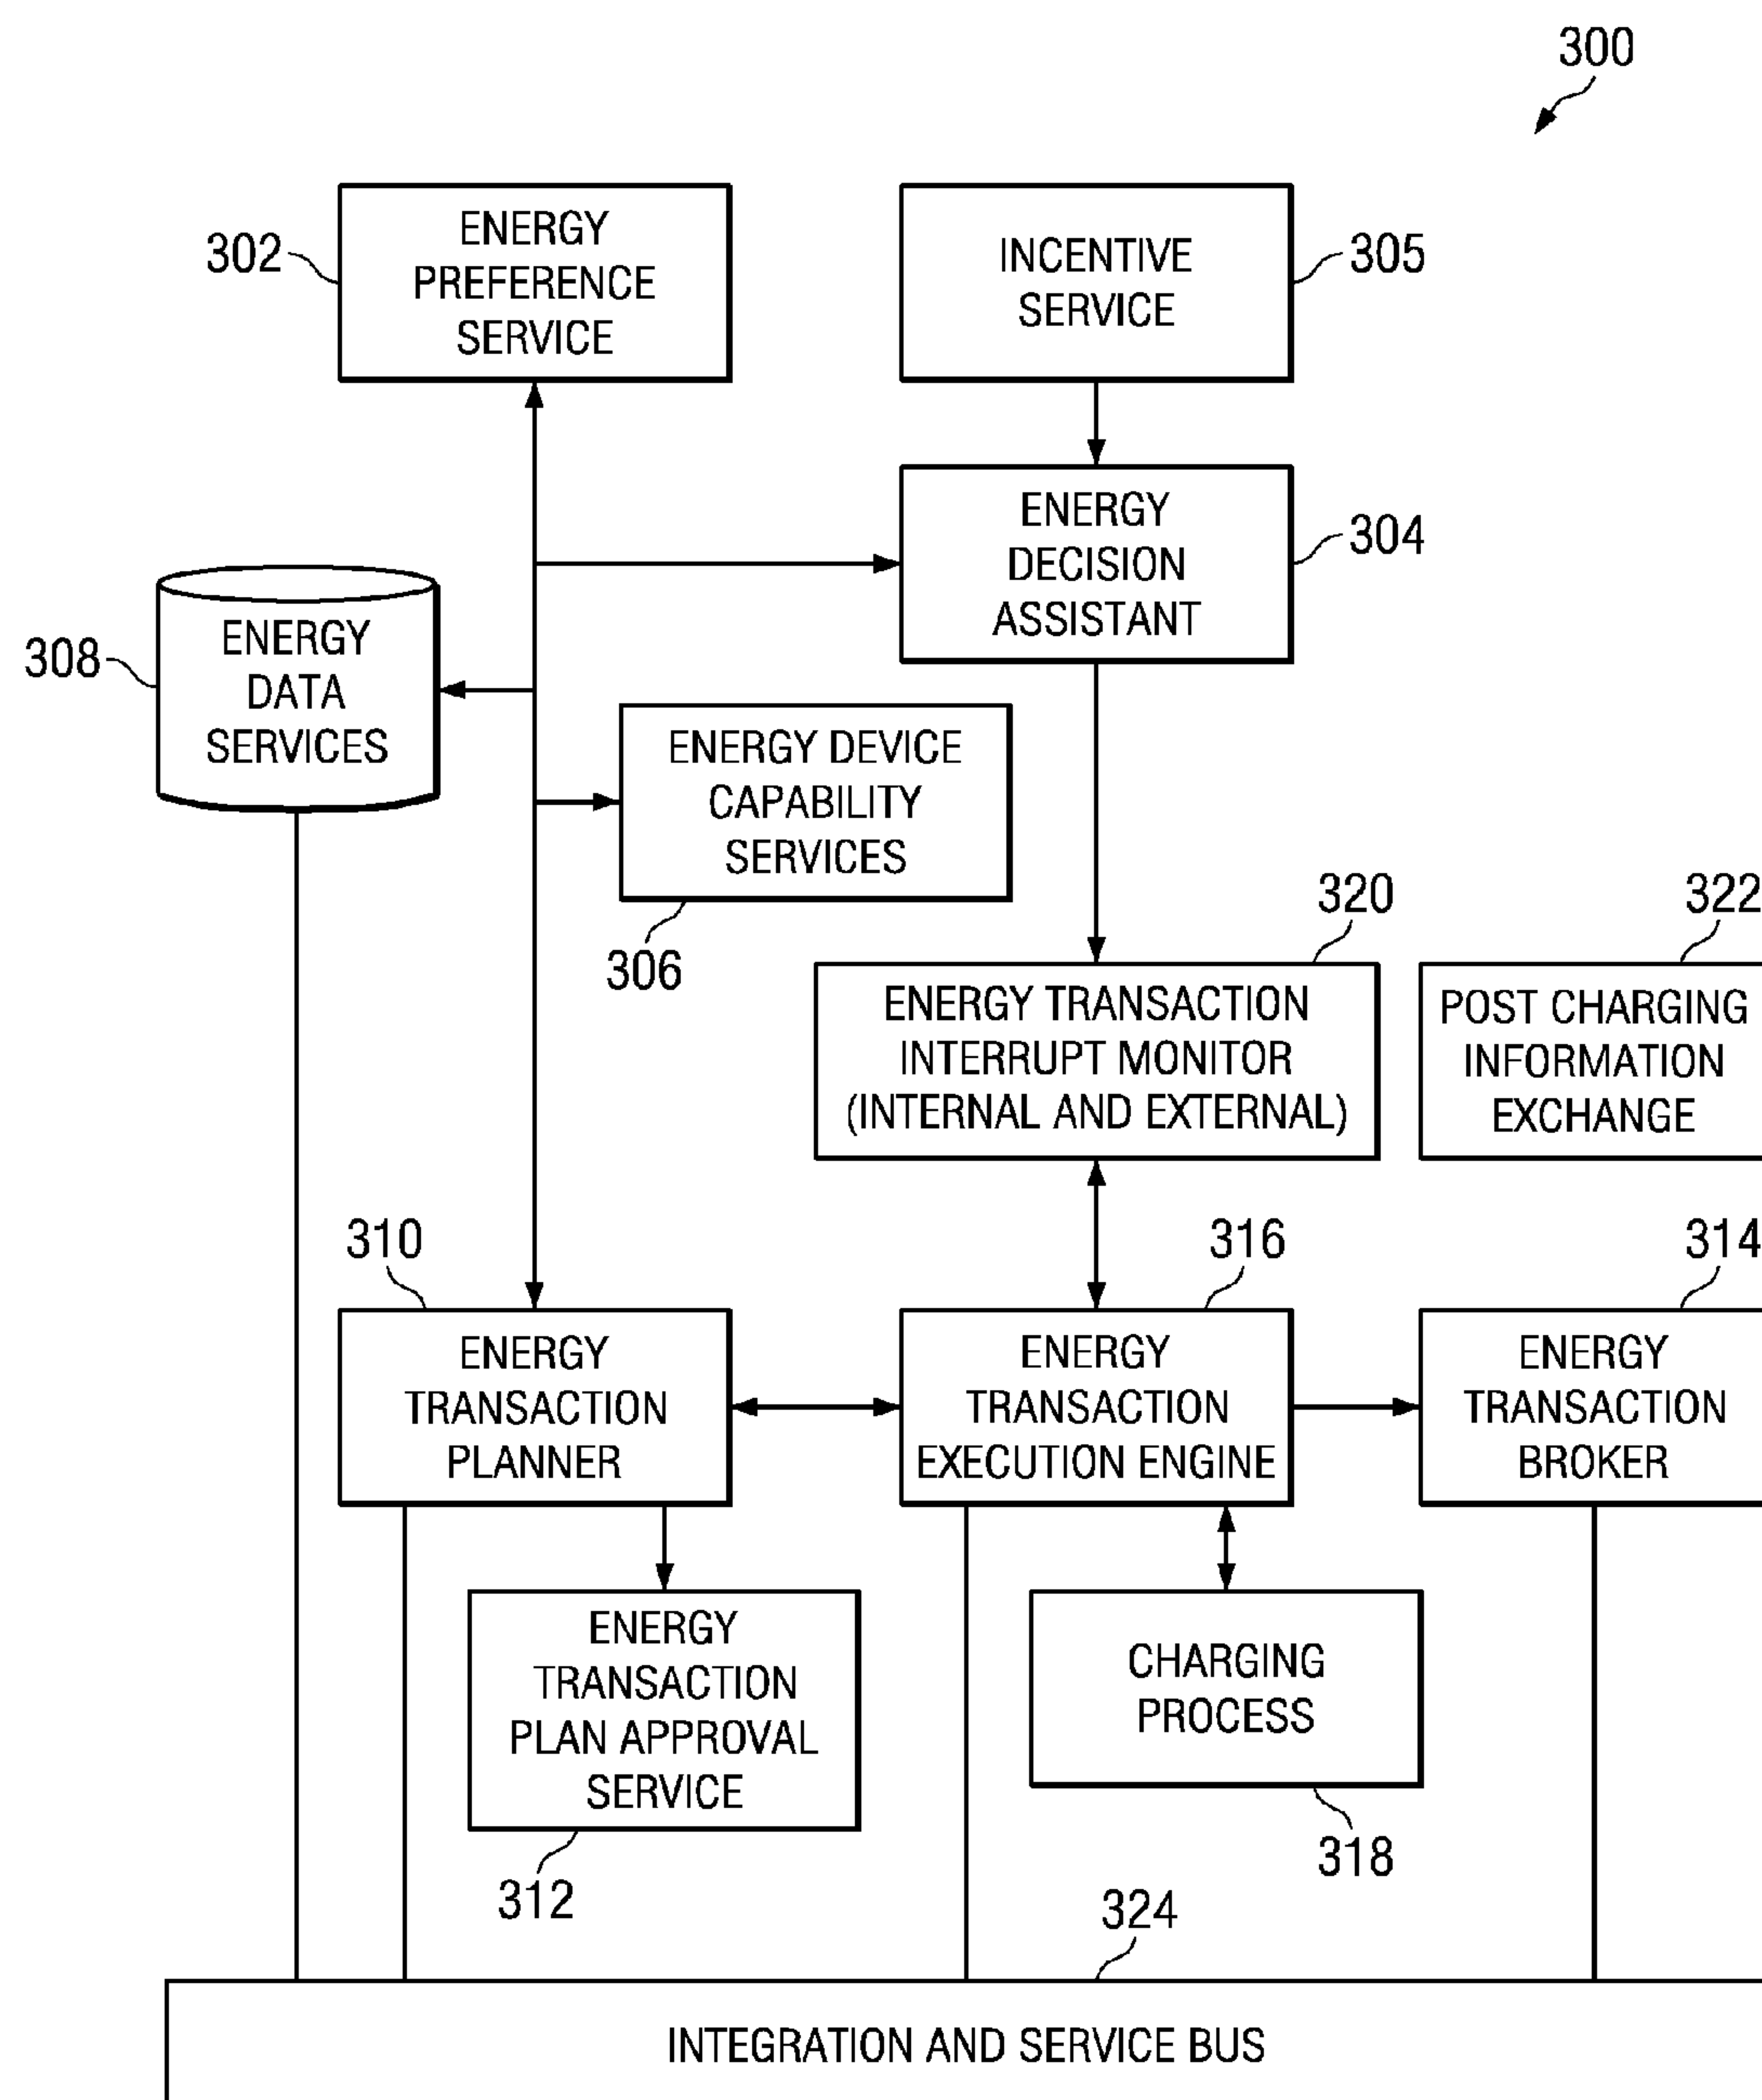 300
302
ENERGY
PREFERENCE
SERVICE
INCENTIVE
SERVICE
305
ENERGY
DECISION
ASSISTANT
304
308
ENERGY
DATA
SERVICES
ENERGY DEVICE
CAPABILITY
SERVICES
306
320
ENERGY TRANSACTION
INTERRUPT MONITOR
(INTERNAL AND EXTERNAL)
322
POST CHARGING
INFORMATION
EXCHANGE
310
ENERGY
TRANSACTION
PLANNER
316
ENERGY
TRANSACTION
EXECUTION ENGINE
314
ENERGY
TRANSACTION
BROKER
ENERGY
TRANSACTION
PLAN APPROVAL
SERVICE
312
CHARGING
PROCESS
318
324
INTEGRATION AND SERVICE BUS